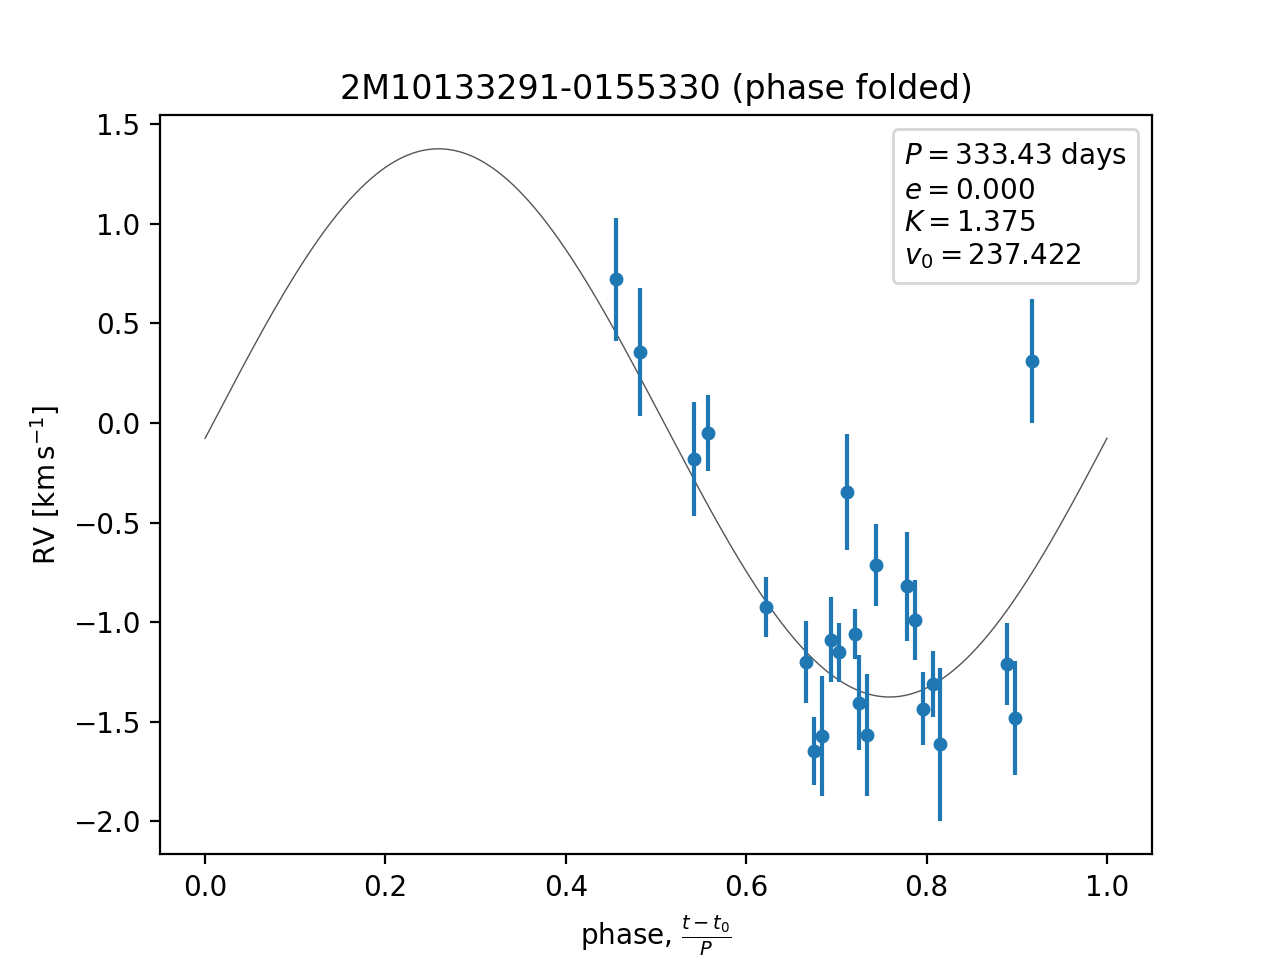 2M10133291-0155330 (phase folded)
P = 333.43 days
e = 0.000
K = 1.375
v₀ = 237.422
RV [km s⁻¹]
1.5
1.0
0.5
0.0
−0.5
−1.0
−1.5
−2.0
0.0 0.2 0.4 0.6 0.8 1.0
phase, (t − t₀)/P